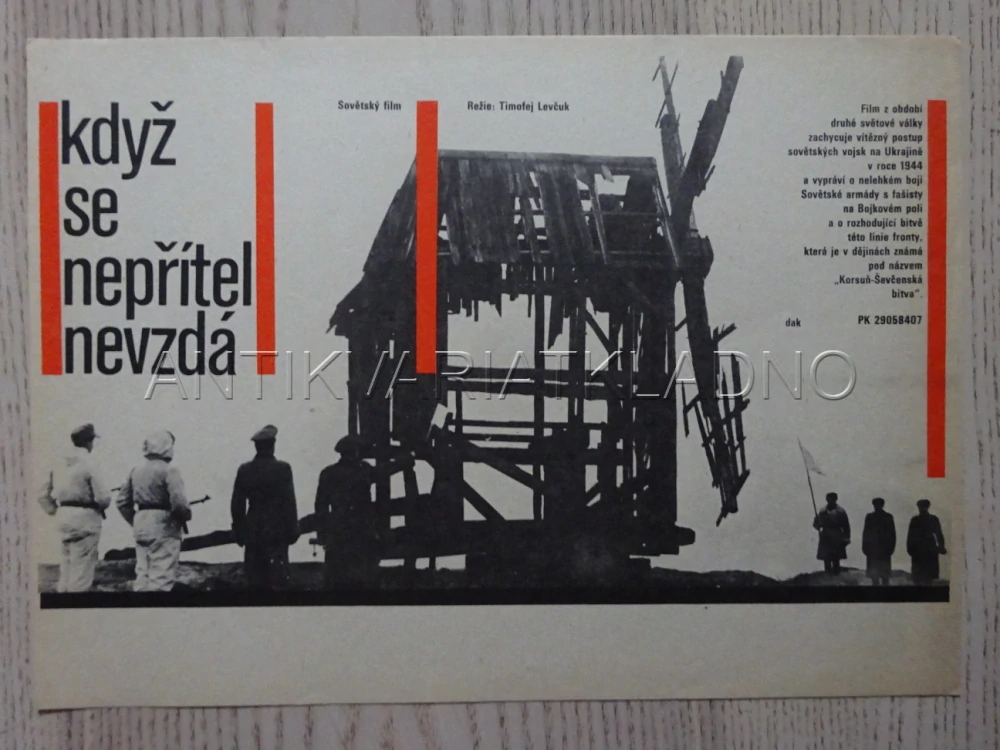 když
se
nepřítel
nevzdá
Sovětský film
Režie: Timofej Levčuk
Film z období
druhé světové války
zachycuje vítězný postup
sovětských vojsk na Ukrajině
v roce 1944
a vypráví o nelehkém boji
Sovětské armády s fašisty
na Bojkovém poli
a o rozhodující bitvě
této linie fronty,
která je v dějinách známá
pod názvem
„Korsuň-Ševčenská
bitva".
dak
PK 29058407
ANTIKVARIATKLADNO